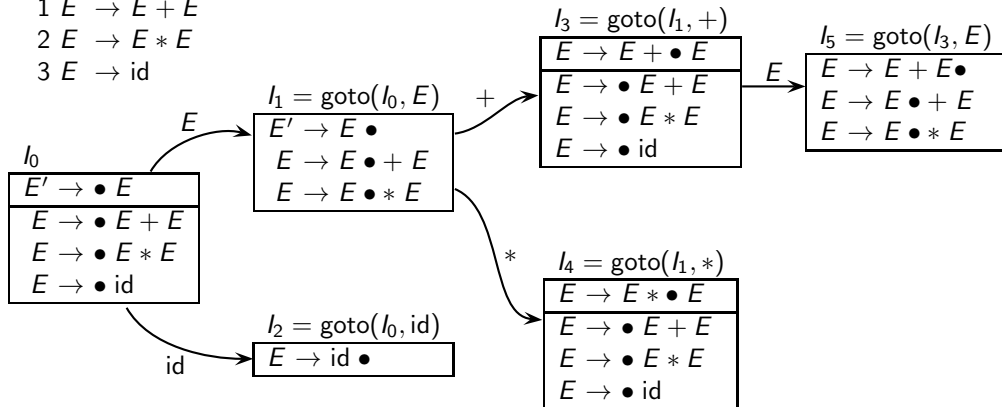 1 E → E + E
2 E → E ∗ E
3 E → id
I0
E′ → • E
E → • E + E
E → • E ∗ E
E → • id
E
id
I1 = goto(I0, E)
E′ → E •
E → E • + E
E → E • ∗ E
I2 = goto(I0, id)
E → id •
+
∗
I3 = goto(I1, +)
E → E + • E
E → • E + E
E → • E ∗ E
E → • id
I4 = goto(I1, ∗)
E → E ∗ • E
E → • E + E
E → • E ∗ E
E → • id
E
I5 = goto(I3, E)
E → E + E•
E → E • + E
E → E • ∗ E